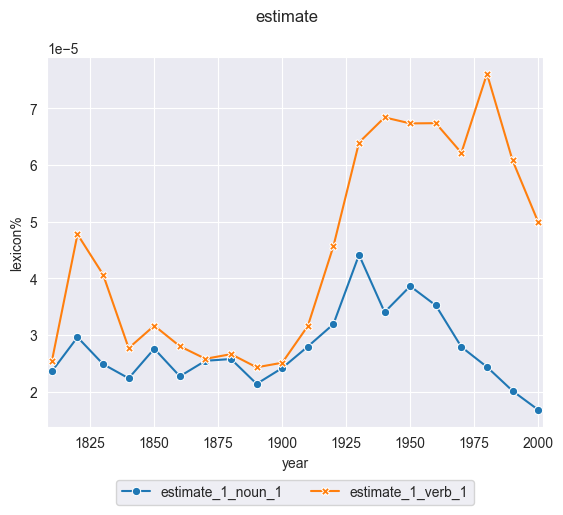 estimate
1e−5
7
6
5
4
3
2
lexicon%
1825 1850 1875 1900 1925 1950 1975 2000
year
estimate_1_noun_1 estimate_1_verb_1